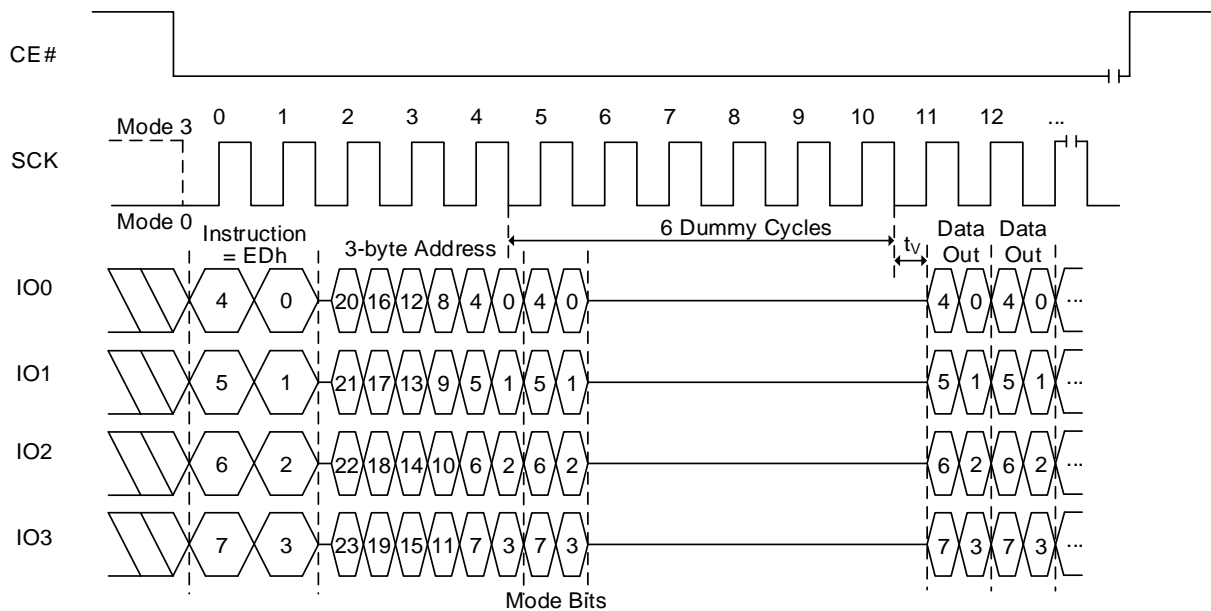 CE#
0 1 2 3 4 5 6 7 8 9 10 11 12 ...
Mode 3
SCK
Mode 0
Instruction
= EDh
3-byte Address
6 Dummy Cycles
tV
Data
Out
Data
Out
IO0 4 0 20 16 12 8 4 0 4 0 4 0 4 0 ...
IO1 5 1 21 17 13 9 5 1 5 1 5 1 5 1 ...
IO2 6 2 22 18 14 10 6 2 6 2 6 2 6 2 ...
IO3 7 3 23 19 15 11 7 3 7 3 7 3 7 3 ...
Mode Bits